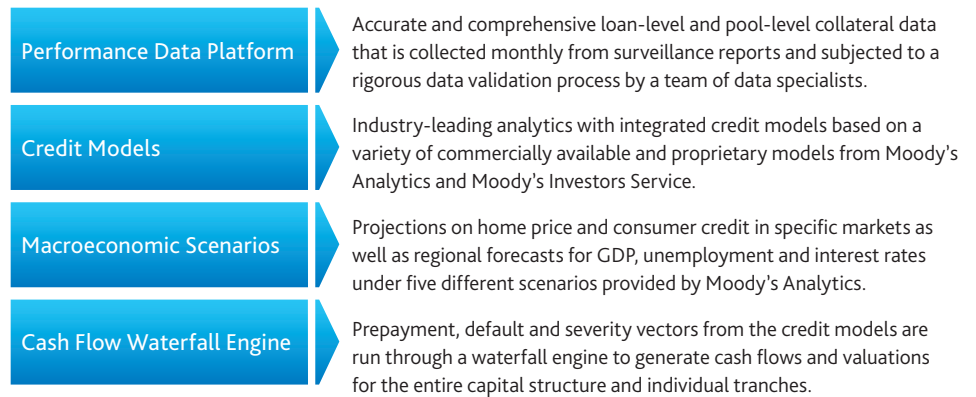 Performance Data Platform
Accurate and comprehensive loan-level and pool-level collateral data
that is collected monthly from surveillance reports and subjected to a
rigorous data validation process by a team of data specialists.
Credit Models
Industry-leading analytics with integrated credit models based on a
variety of commercially available and proprietary models from Moody’s
Analytics and Moody’s Investors Service.
Macroeconomic Scenarios
Projections on home price and consumer credit in specific markets as
well as regional forecasts for GDP, unemployment and interest rates
under five different scenarios provided by Moody’s Analytics.
Cash Flow Waterfall Engine
Prepayment, default and severity vectors from the credit models are
run through a waterfall engine to generate cash flows and valuations
for the entire capital structure and individual tranches.